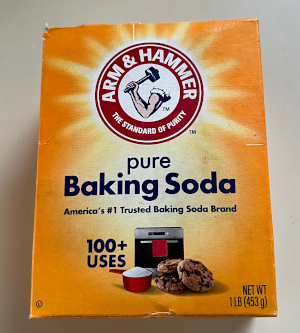 ARM & HAMMER
THE STANDARD OF PURITY
TM
TM
pure
Baking Soda
America's #1 Trusted Baking Soda Brand
100+
USES
NET WT
1 LB (453 g)